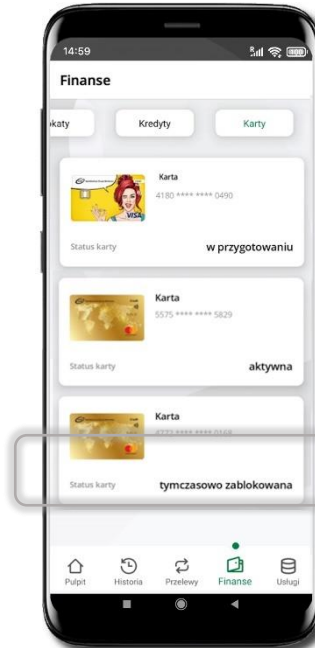 14:59
Finanse
Kredyty
Karty
Karta
4180 **** **** 0490
VISA
Status karty
w przygotowaniu
Karta
5575 **** **** 5829
Status karty
aktywna
Karta
Status karty
tymczasowo zablokowana
Pulpit
Historia
Przelewy
Finanse
Usługi